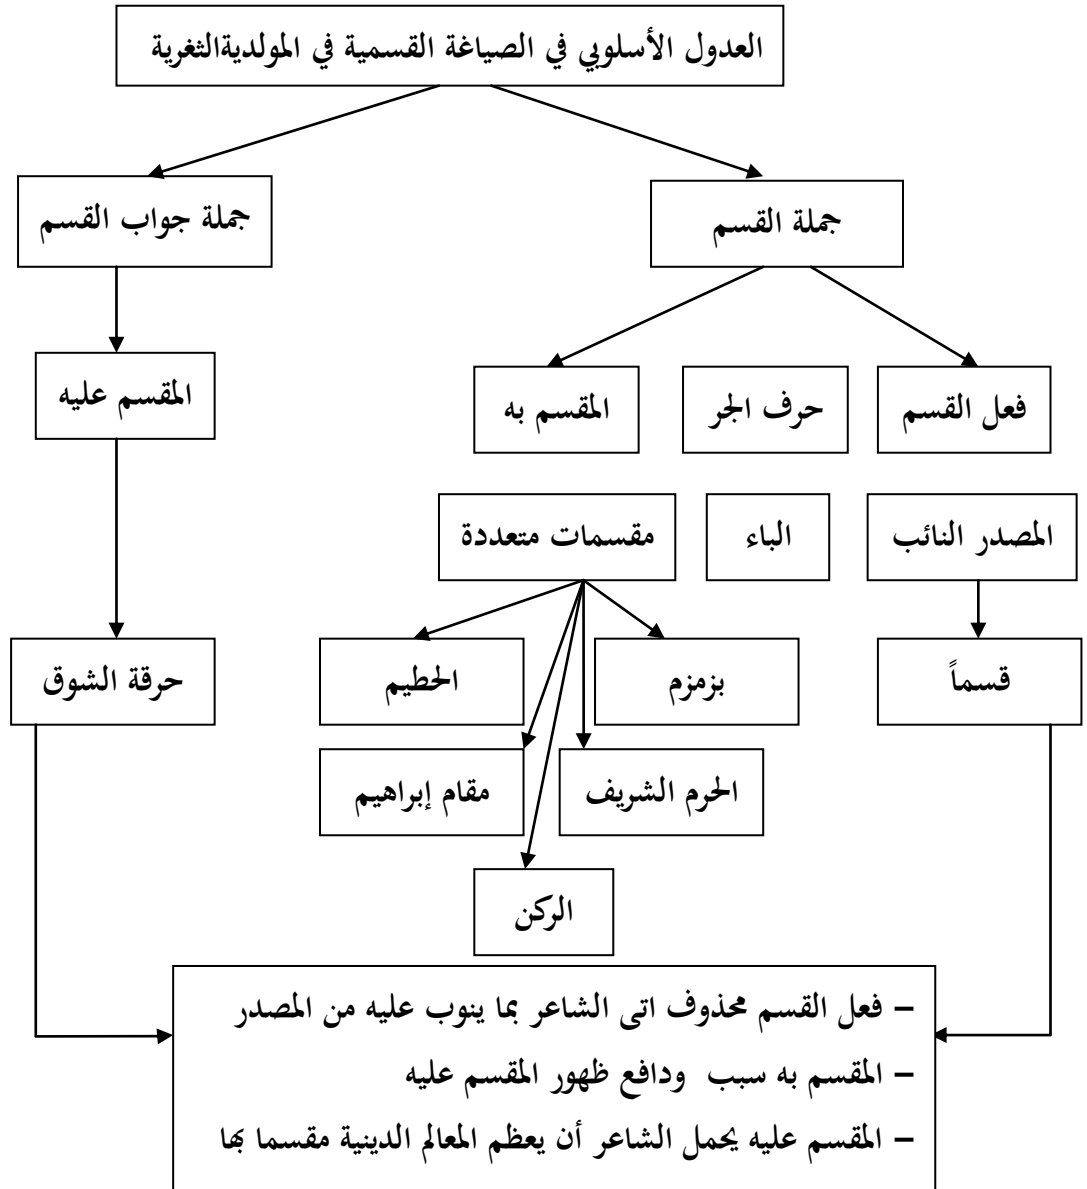 العدول الأسلوبي في الصياغة القسمية في المولديةالثغرية
جملة القسم
جملة جواب القسم
فعل القسم
حرف الجر
المقسم به
المقسم عليه
المصدر النائب
الباء
مقسمات متعددة
قسماً
بزمزم
الحطيم
حرقة الشوق
الحرم الشريف
مقام إبراهيم
الركن
– فعل القسم محذوف اتى الشاعر بما ينوب عليه من المصدر
– المقسم به سبب ودافع ظهور المقسم عليه
– المقسم عليه يحمل الشاعر أن يعظم المعالم الدينية مقسما بها